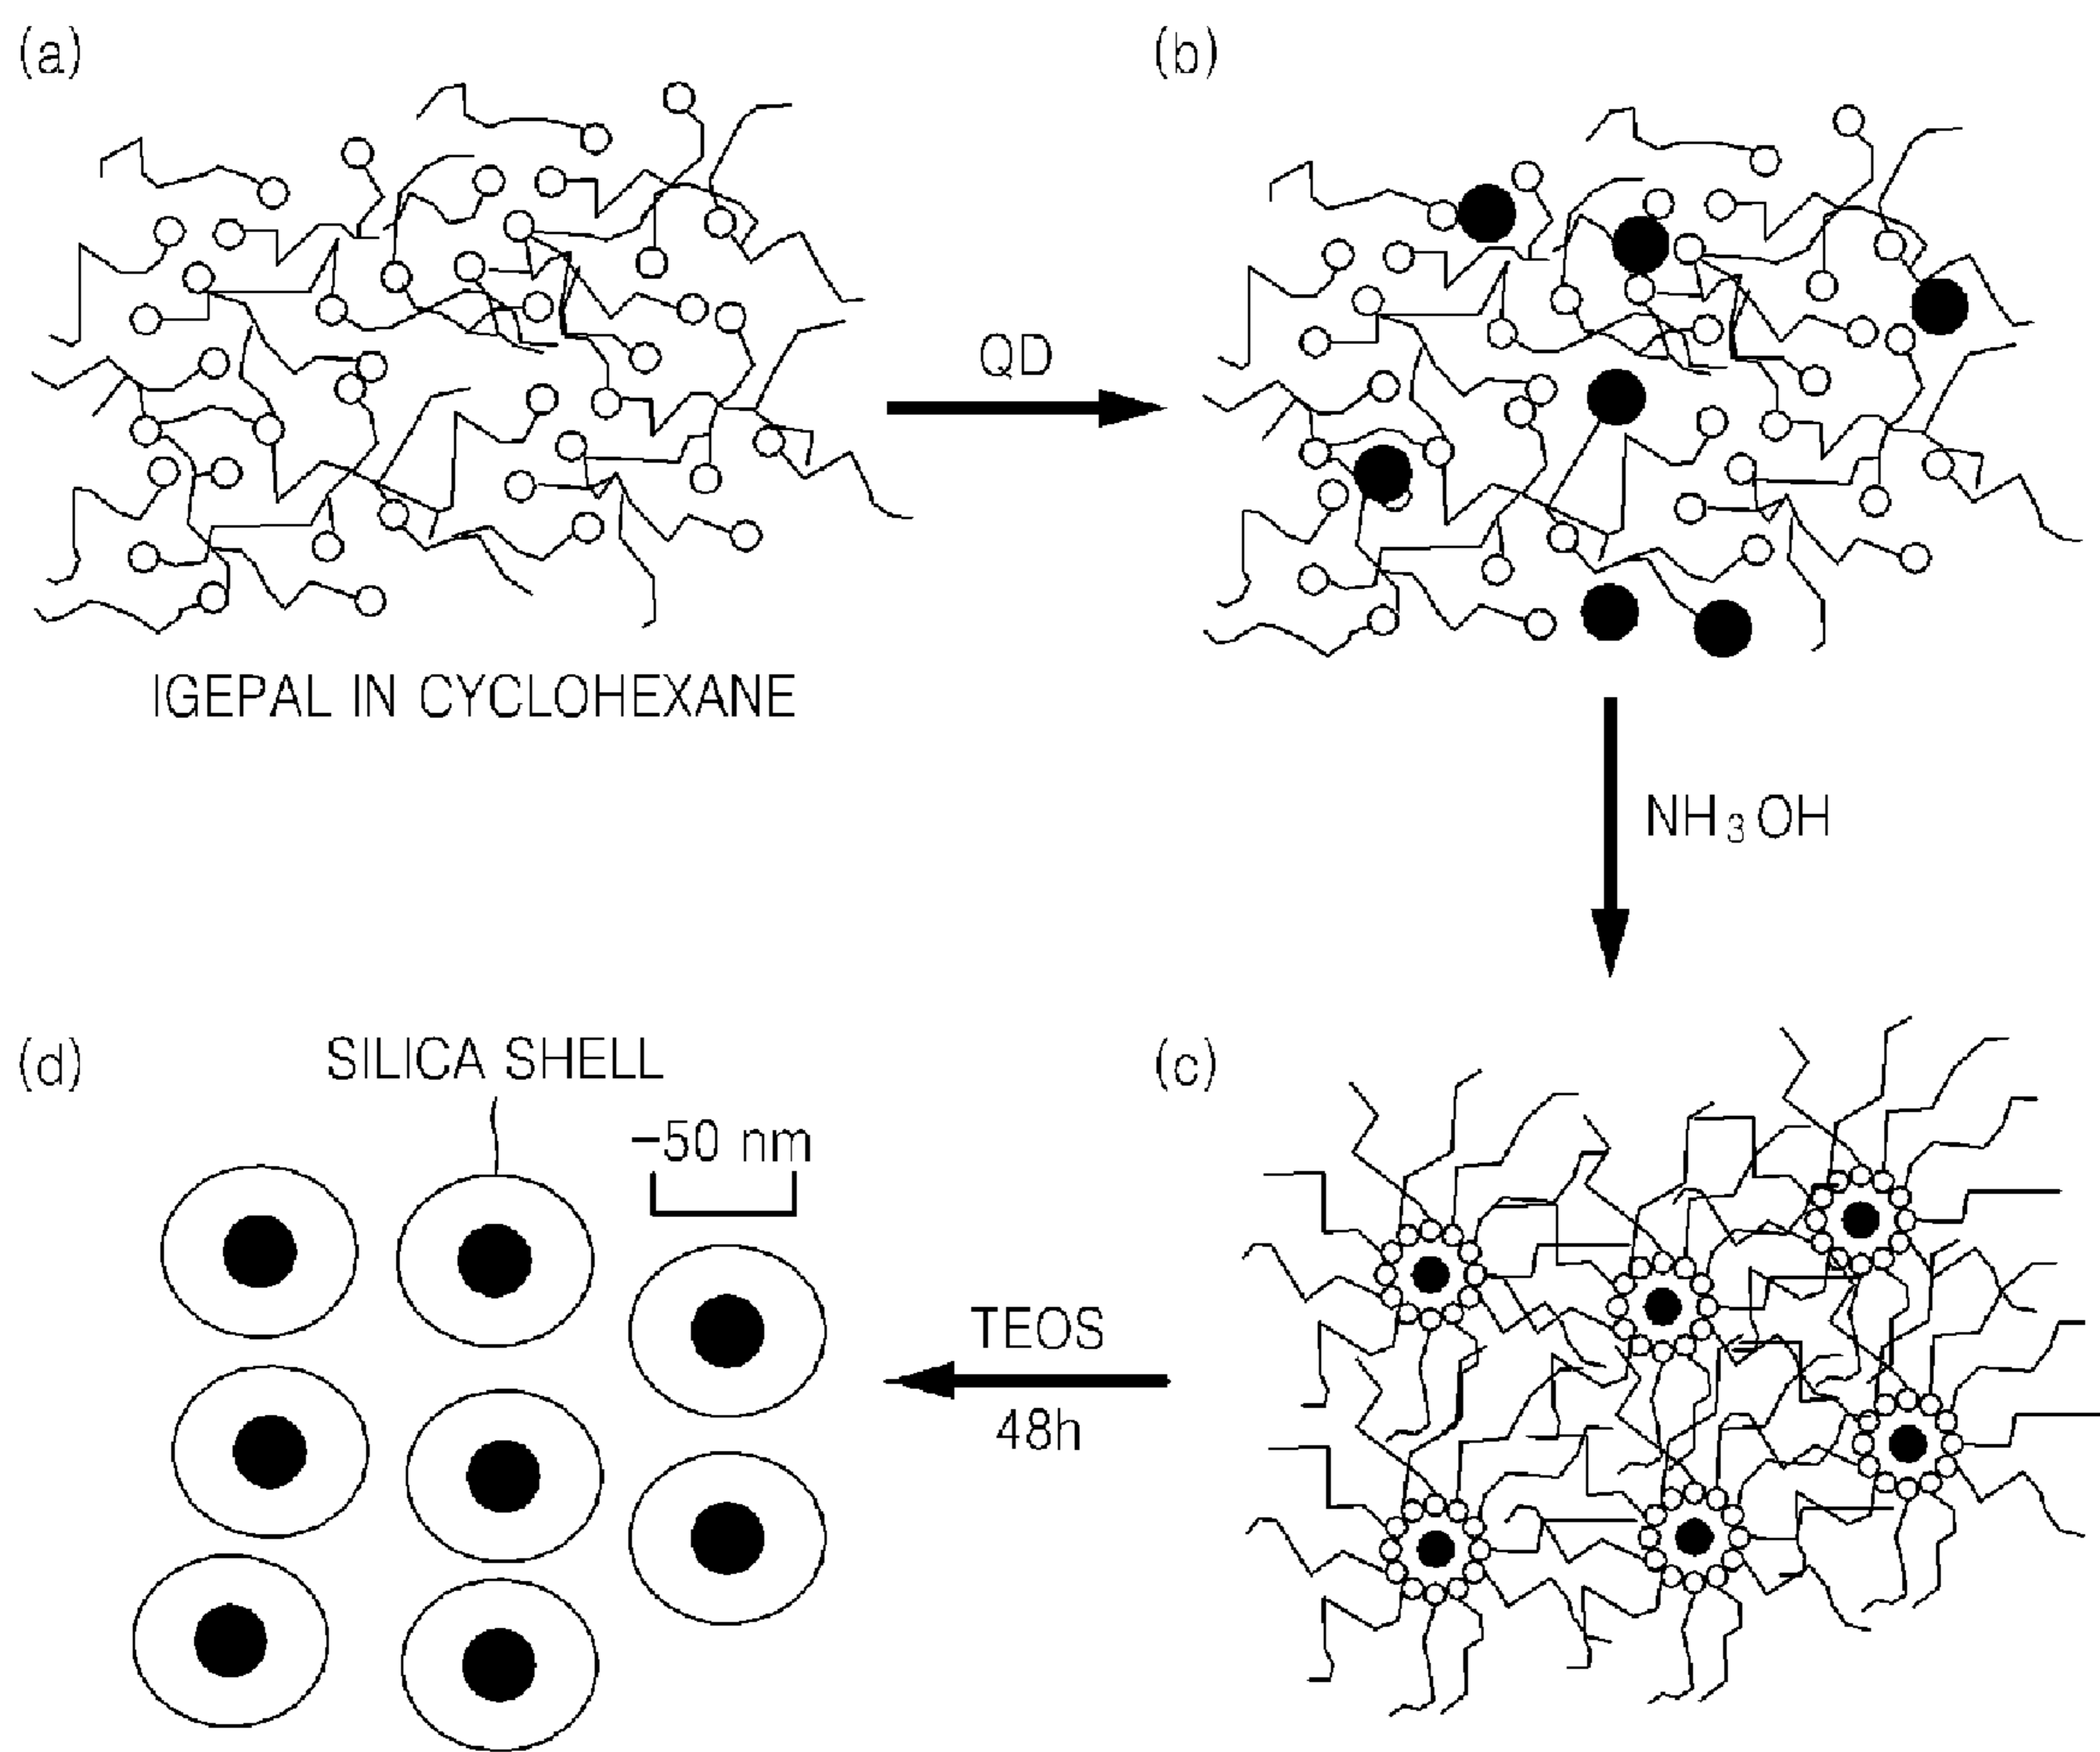 (a)
(b)
QD
IGEPAL IN CYCLOHEXANE
NH₃OH
(d)
SILICA SHELL
(c)
–50 nm
TEOS
48h